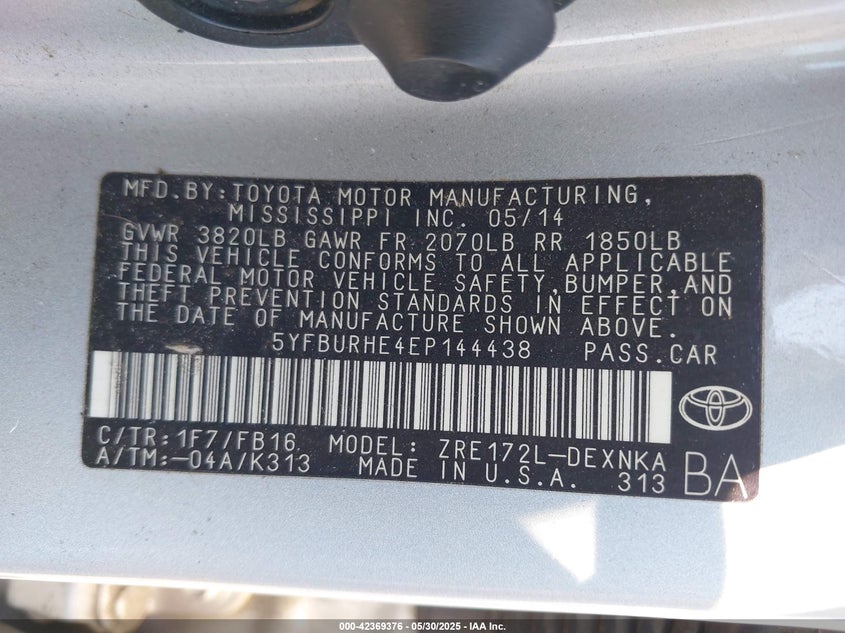 MFD.BY:TOYOTA MOTOR MANUFACTURING,
MISSISSIPPI INC. 05/14
GVWR 3820LB GAWR FR 2070LB RR 1850LB
THIS VEHICLE CONFORMS TO ALL APPLICABLE
FEDERAL MOTOR VEHICLE SAFETY,BUMPER,AND
THEFT PREVENTION STANDARDS IN EFFECT ON
THE DATE OF MANUFACTURE SHOWN ABOVE.
5YFBURHE4EP144438 PASS.CAR
C/TR:1F7/FB16 MODEL: ZRE172L-DEXNKA
A/TM:-04A/K313 MADE IN U.S.A. 313 BA
000-42369376 | 05/30/2025 - IAA Inc.